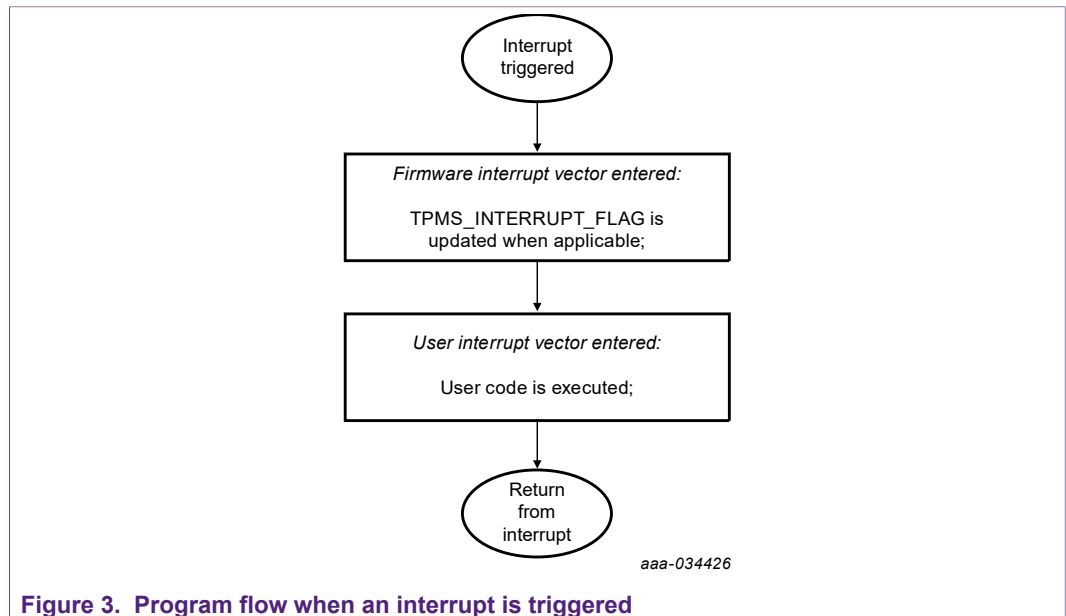 Interrupt
triggered
Firmware interrupt vector entered:
TPMS_INTERRUPT_FLAG is
updated when applicable;
User interrupt vector entered:
User code is executed;
Return
from
interrupt
aaa-034426
Figure 3. Program flow when an interrupt is triggered